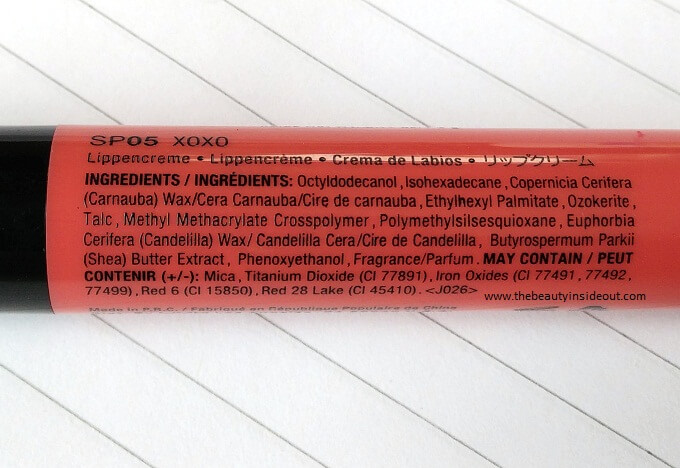 SP05 XOXO
Lippencreme • Lippencrème • Crema de Labios • リップクリーム
INGREDIENTS / INGRÉDIENTS: Octyldodecanol, Isohexadecane, Copernicia Cerifera
(Carnauba) Wax/Cera Carnauba/Cire de carnauba, Ethylhexyl Palmitate, Ozokerite,
Talc, Methyl Methacrylate Crosspolymer, Polymethylsilsesquioxane, Euphorbia
Cerifera (Candelilla) Wax/ Candelilla Cera/Cire de Candelilla, Butyrospermum Parkii
(Shea) Butter Extract, Phenoxyethanol, Fragrance/Parfum. MAY CONTAIN / PEUT
CONTENIR (+/-): Mica, Titanium Dioxide (CI 77891), Iron Oxides (CI 77491, 77492,
77499), Red 6 (CI 15850), Red 28 Lake (CI 45410). <J026>
www.thebeautyinsideout.com
Made in P.R.C. / Fabriqué en République Populaire de Chine